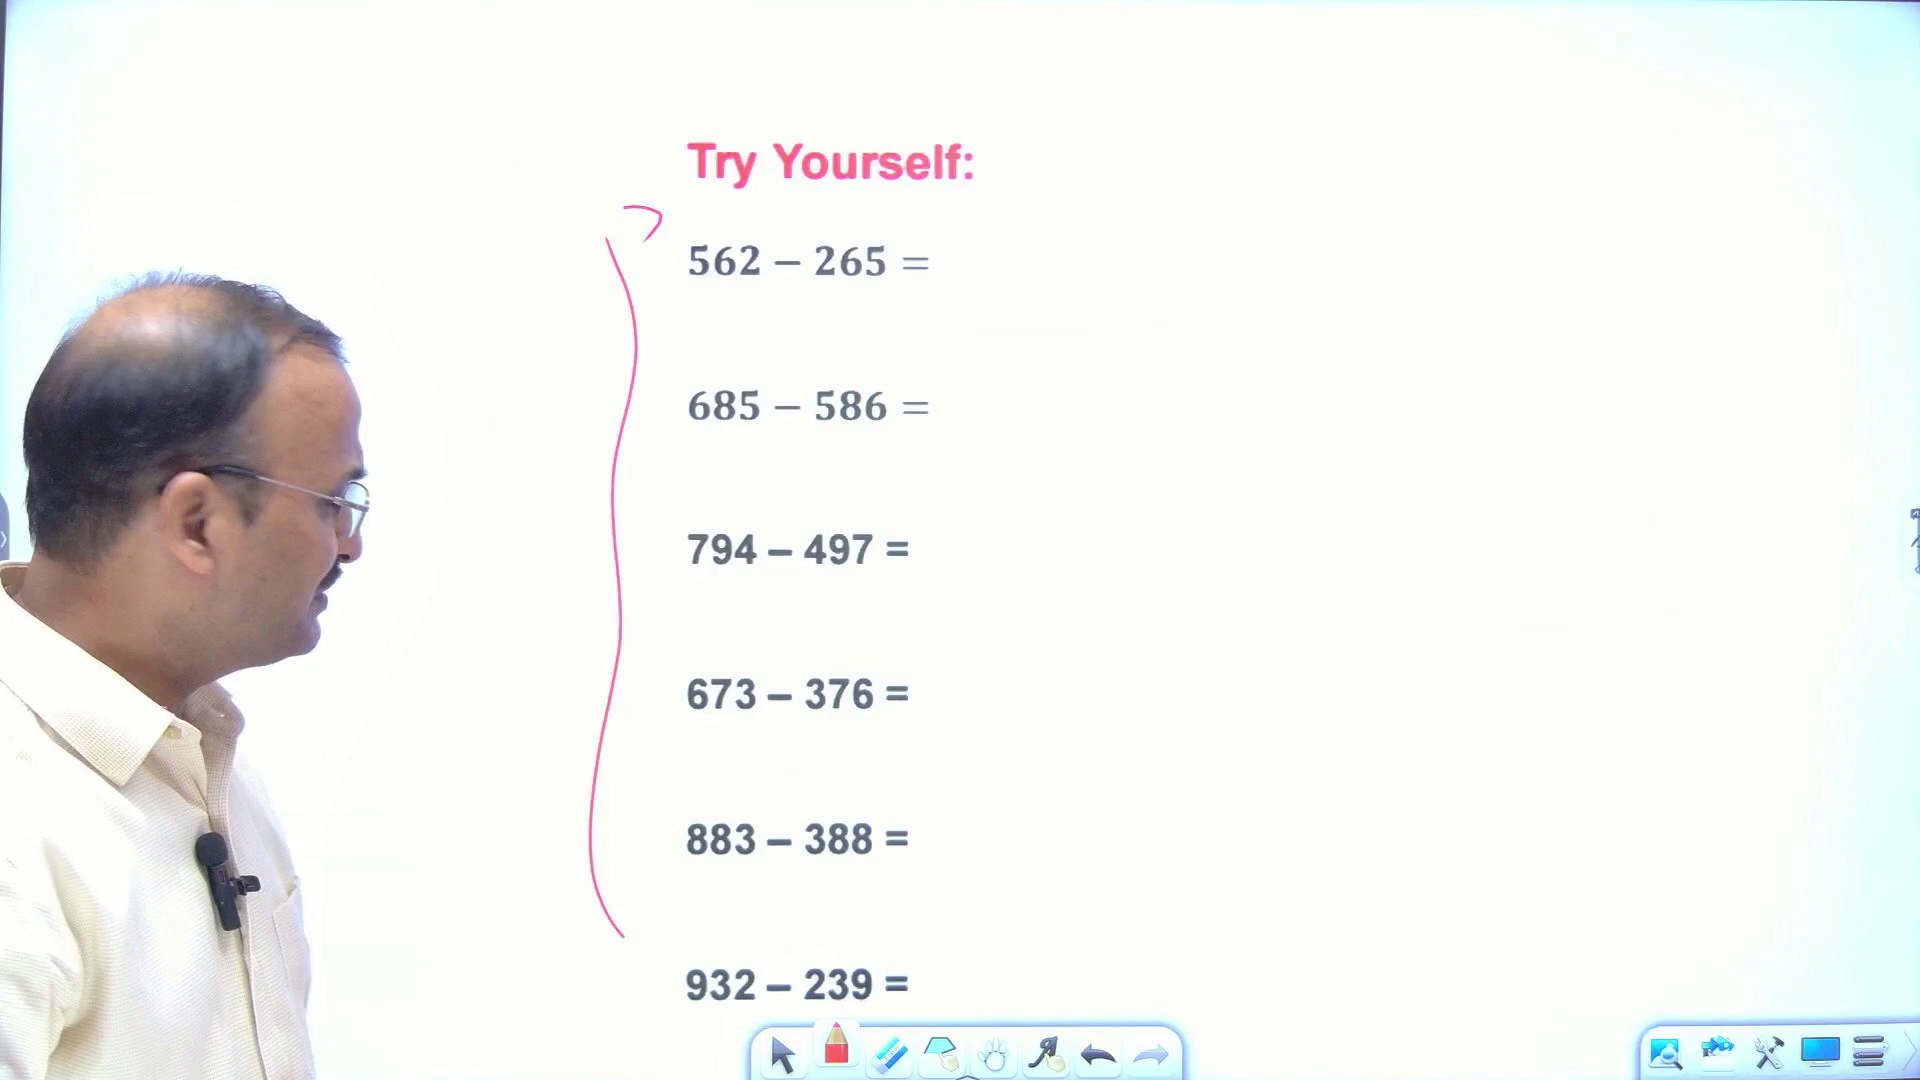 Try Yourself:
562 – 265 =
685 – 586 =
794 – 497 =
673 – 376 =
883 – 388 =
932 – 239 =